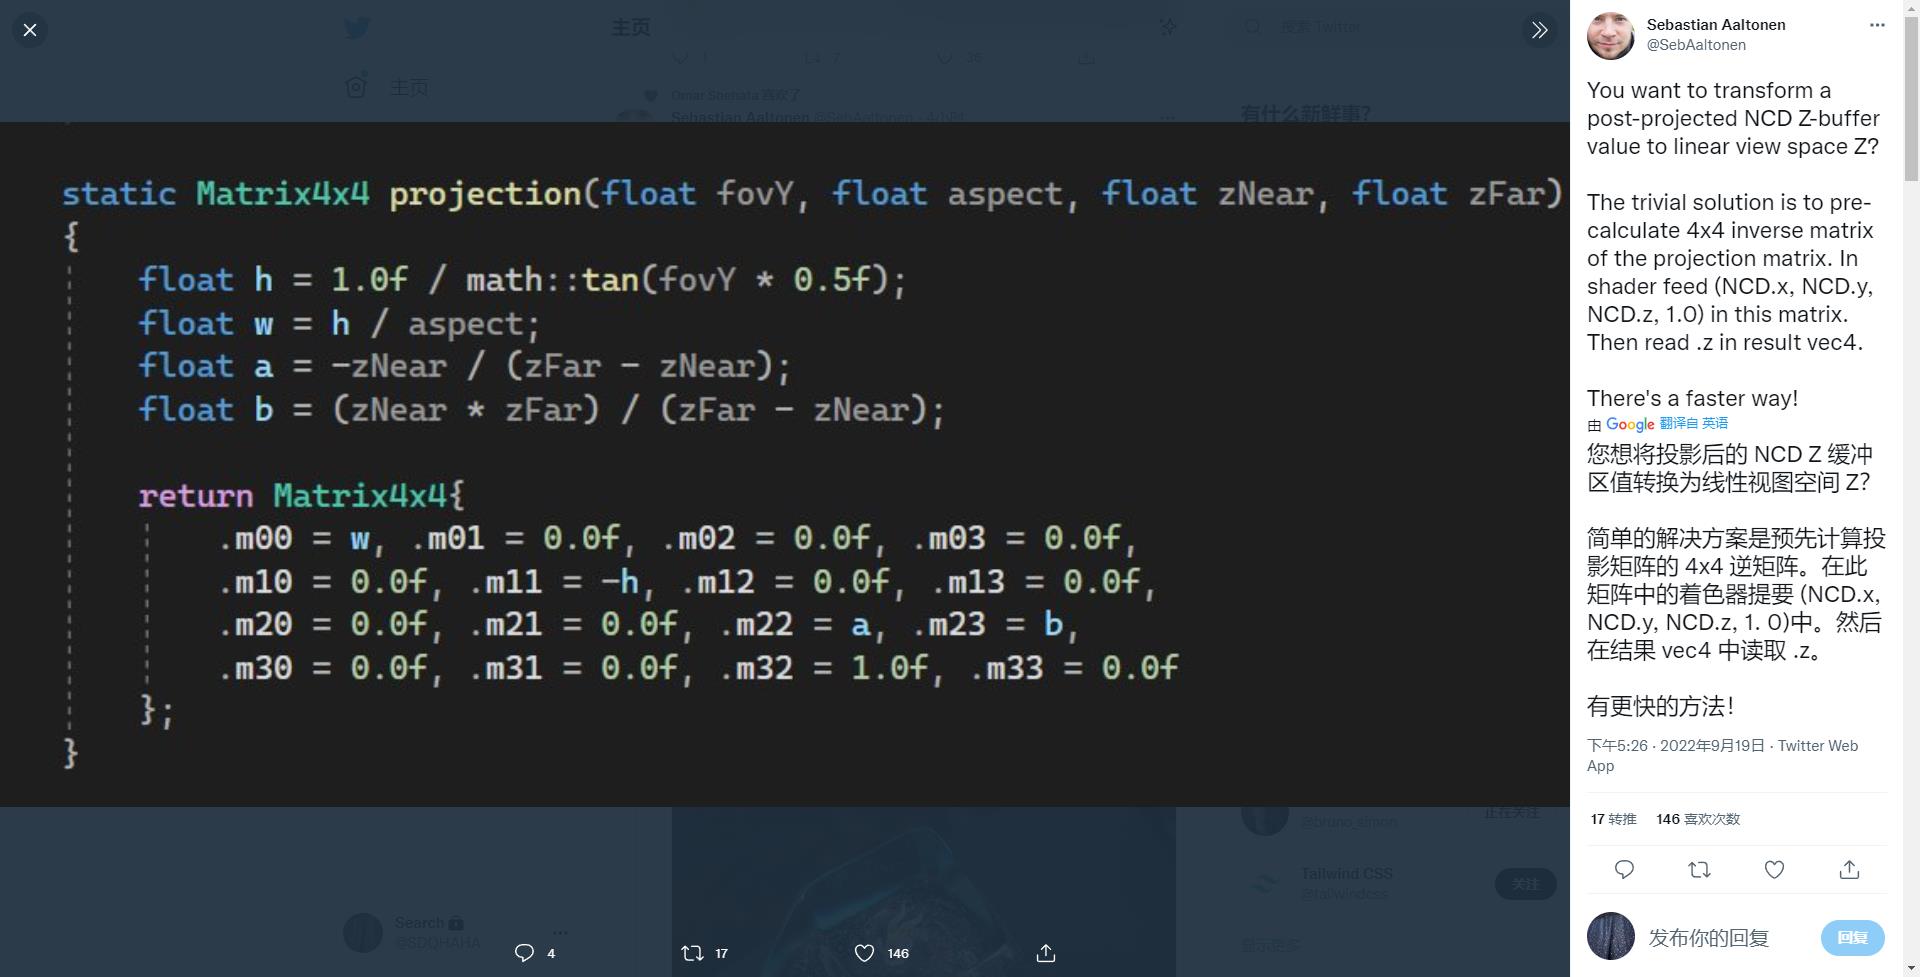 主页
搜索 Twitter
主页
1
7
36
Omar Shehata 喜欢了
Sebastian Aaltonen @SebAaltonen · 4小时
有什么新鲜事?
static Matrix4x4 projection(float fovY, float aspect, float zNear, float zFar)
{
float h = 1.0f / math::tan(fovY * 0.5f);
float w = h / aspect;
float a = -zNear / (zFar - zNear);
float b = (zNear * zFar) / (zFar - zNear);
return Matrix4x4{
.m00 = w, .m01 = 0.0f, .m02 = 0.0f, .m03 = 0.0f,
.m10 = 0.0f, .m11 = -h, .m12 = 0.0f, .m13 = 0.0f,
.m20 = 0.0f, .m21 = 0.0f, .m22 = a, .m23 = b,
.m30 = 0.0f, .m31 = 0.0f, .m32 = 1.0f, .m33 = 0.0f
};
}
正在关注
@bruno_simon
Tailwind CSS
@tailwindcss
关注
Search
@SDQHAHA
显示更多
4
17
146
Sebastian Aaltonen
@SebAaltonen
You want to transform a
post-projected NCD Z-buffer
value to linear view space Z?
The trivial solution is to pre-
calculate 4x4 inverse matrix
of the projection matrix. In
shader feed (NCD.x, NCD.y,
NCD.z, 1.0) in this matrix.
Then read .z in result vec4.
There's a faster way!
由 Google 翻译自 英语
您想将投影后的 NCD Z 缓冲
区值转换为线性视图空间 Z？
简单的解决方案是预先计算投
影矩阵的 4x4 逆矩阵。在此
矩阵中的着色器提要 (NCD.x,
NCD.y, NCD.z, 1. 0)中。然后
在结果 vec4 中读取 .z。
有更快的方法！
下午5:26 · 2022年9月19日 · Twitter Web
App
17 转推 146 喜欢次数
发布你的回复
回复